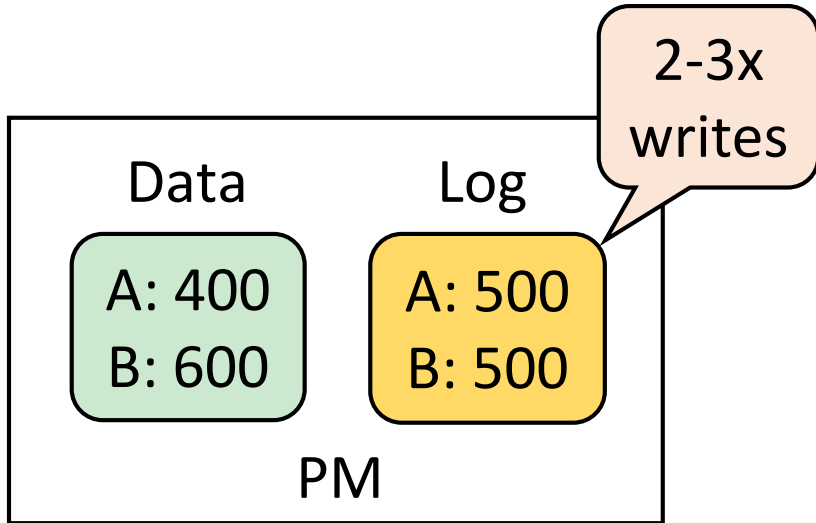 2-3x
writes
Data
Log
A: 400
B: 600
A: 500
B: 500
PM